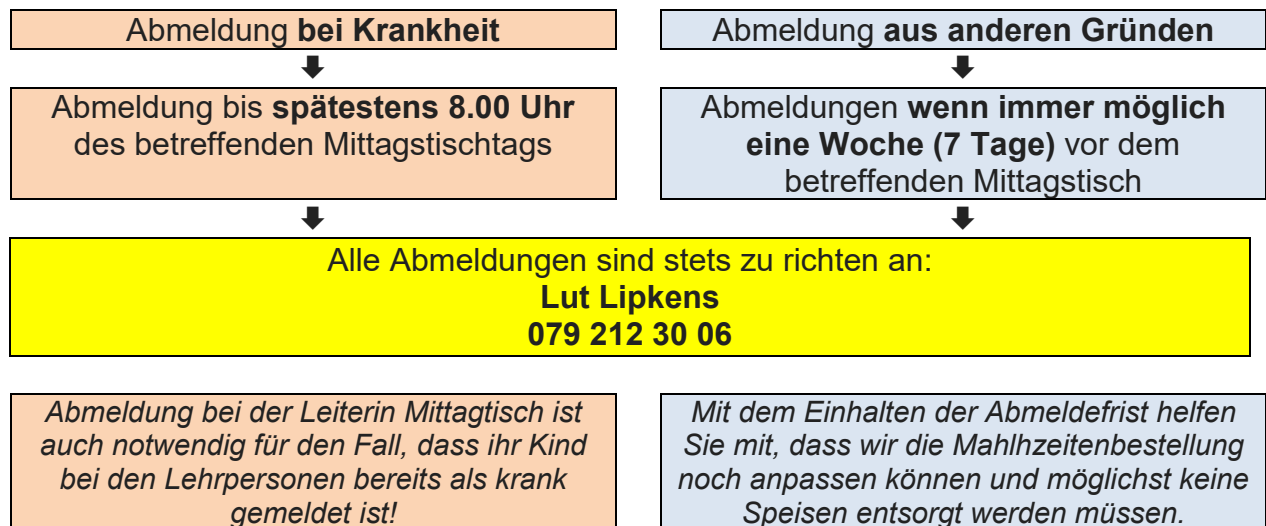 Abmeldung bei Krankheit
Abmeldung aus anderen Gründen
Abmeldung bis spätestens 8.00 Uhr
des betreffenden Mittagstischtags
Abmeldungen wenn immer möglich
eine Woche (7 Tage) vor dem
betreffenden Mittagstisch
Alle Abmeldungen sind stets zu richten an:
Lut Lipkens
079 212 30 06
Abmeldung bei der Leiterin Mittagtisch ist
auch notwendig für den Fall, dass ihr Kind
bei den Lehrpersonen bereits als krank
gemeldet ist!
Mit dem Einhalten der Abmeldefrist helfen
Sie mit, dass wir die Mahlhzeitenbestellung
noch anpassen können und möglichst keine
Speisen entsorgt werden müssen.